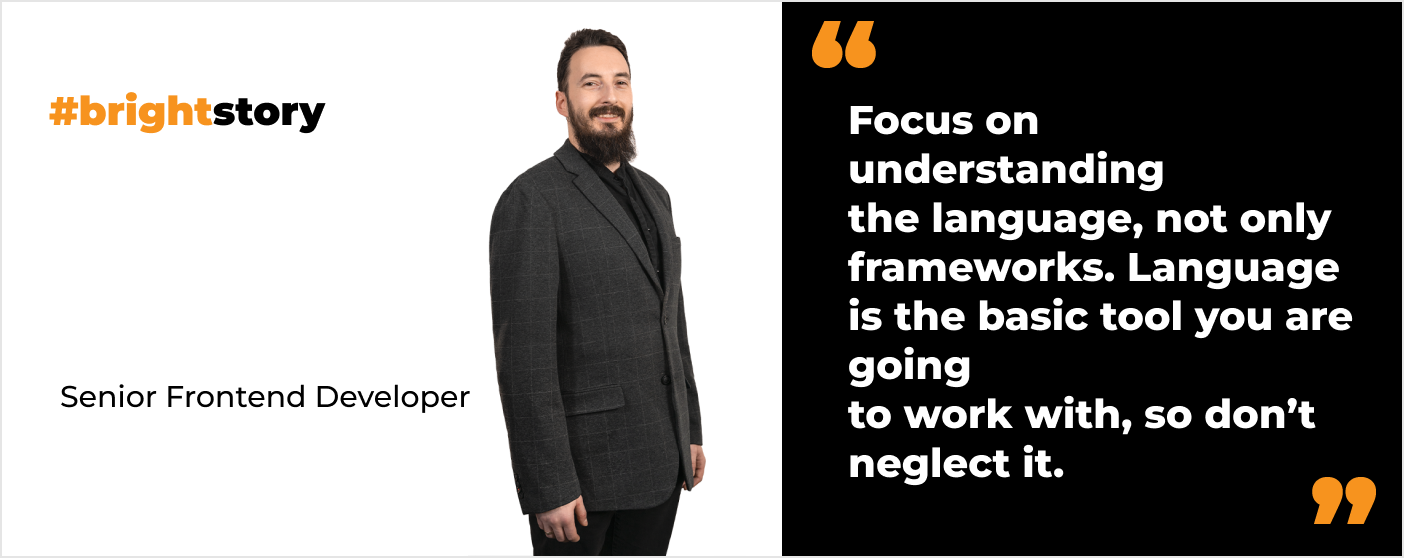 #brightstory
Senior Frontend Developer
“
Focus on
understanding
the language, not only
frameworks. Language
is the basic tool you are
going
to work with, so don’t
neglect it.
”